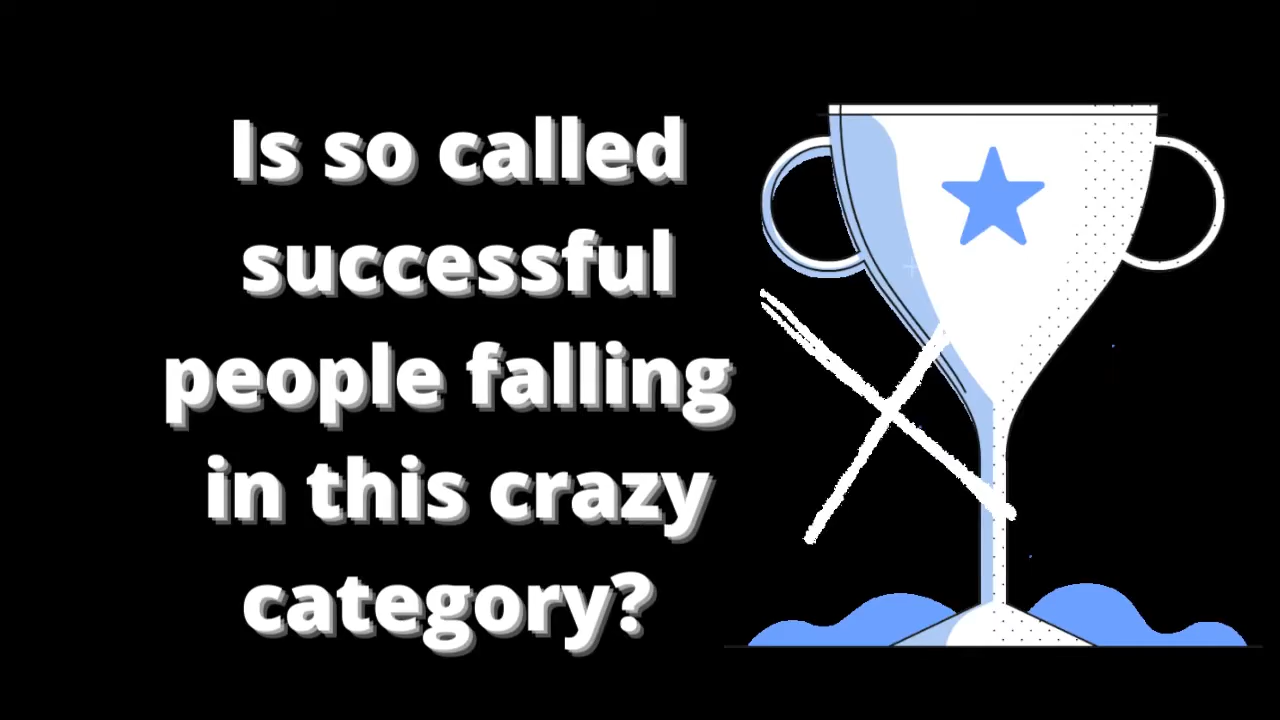 Is so called
successful
people falling
in this crazy
category?